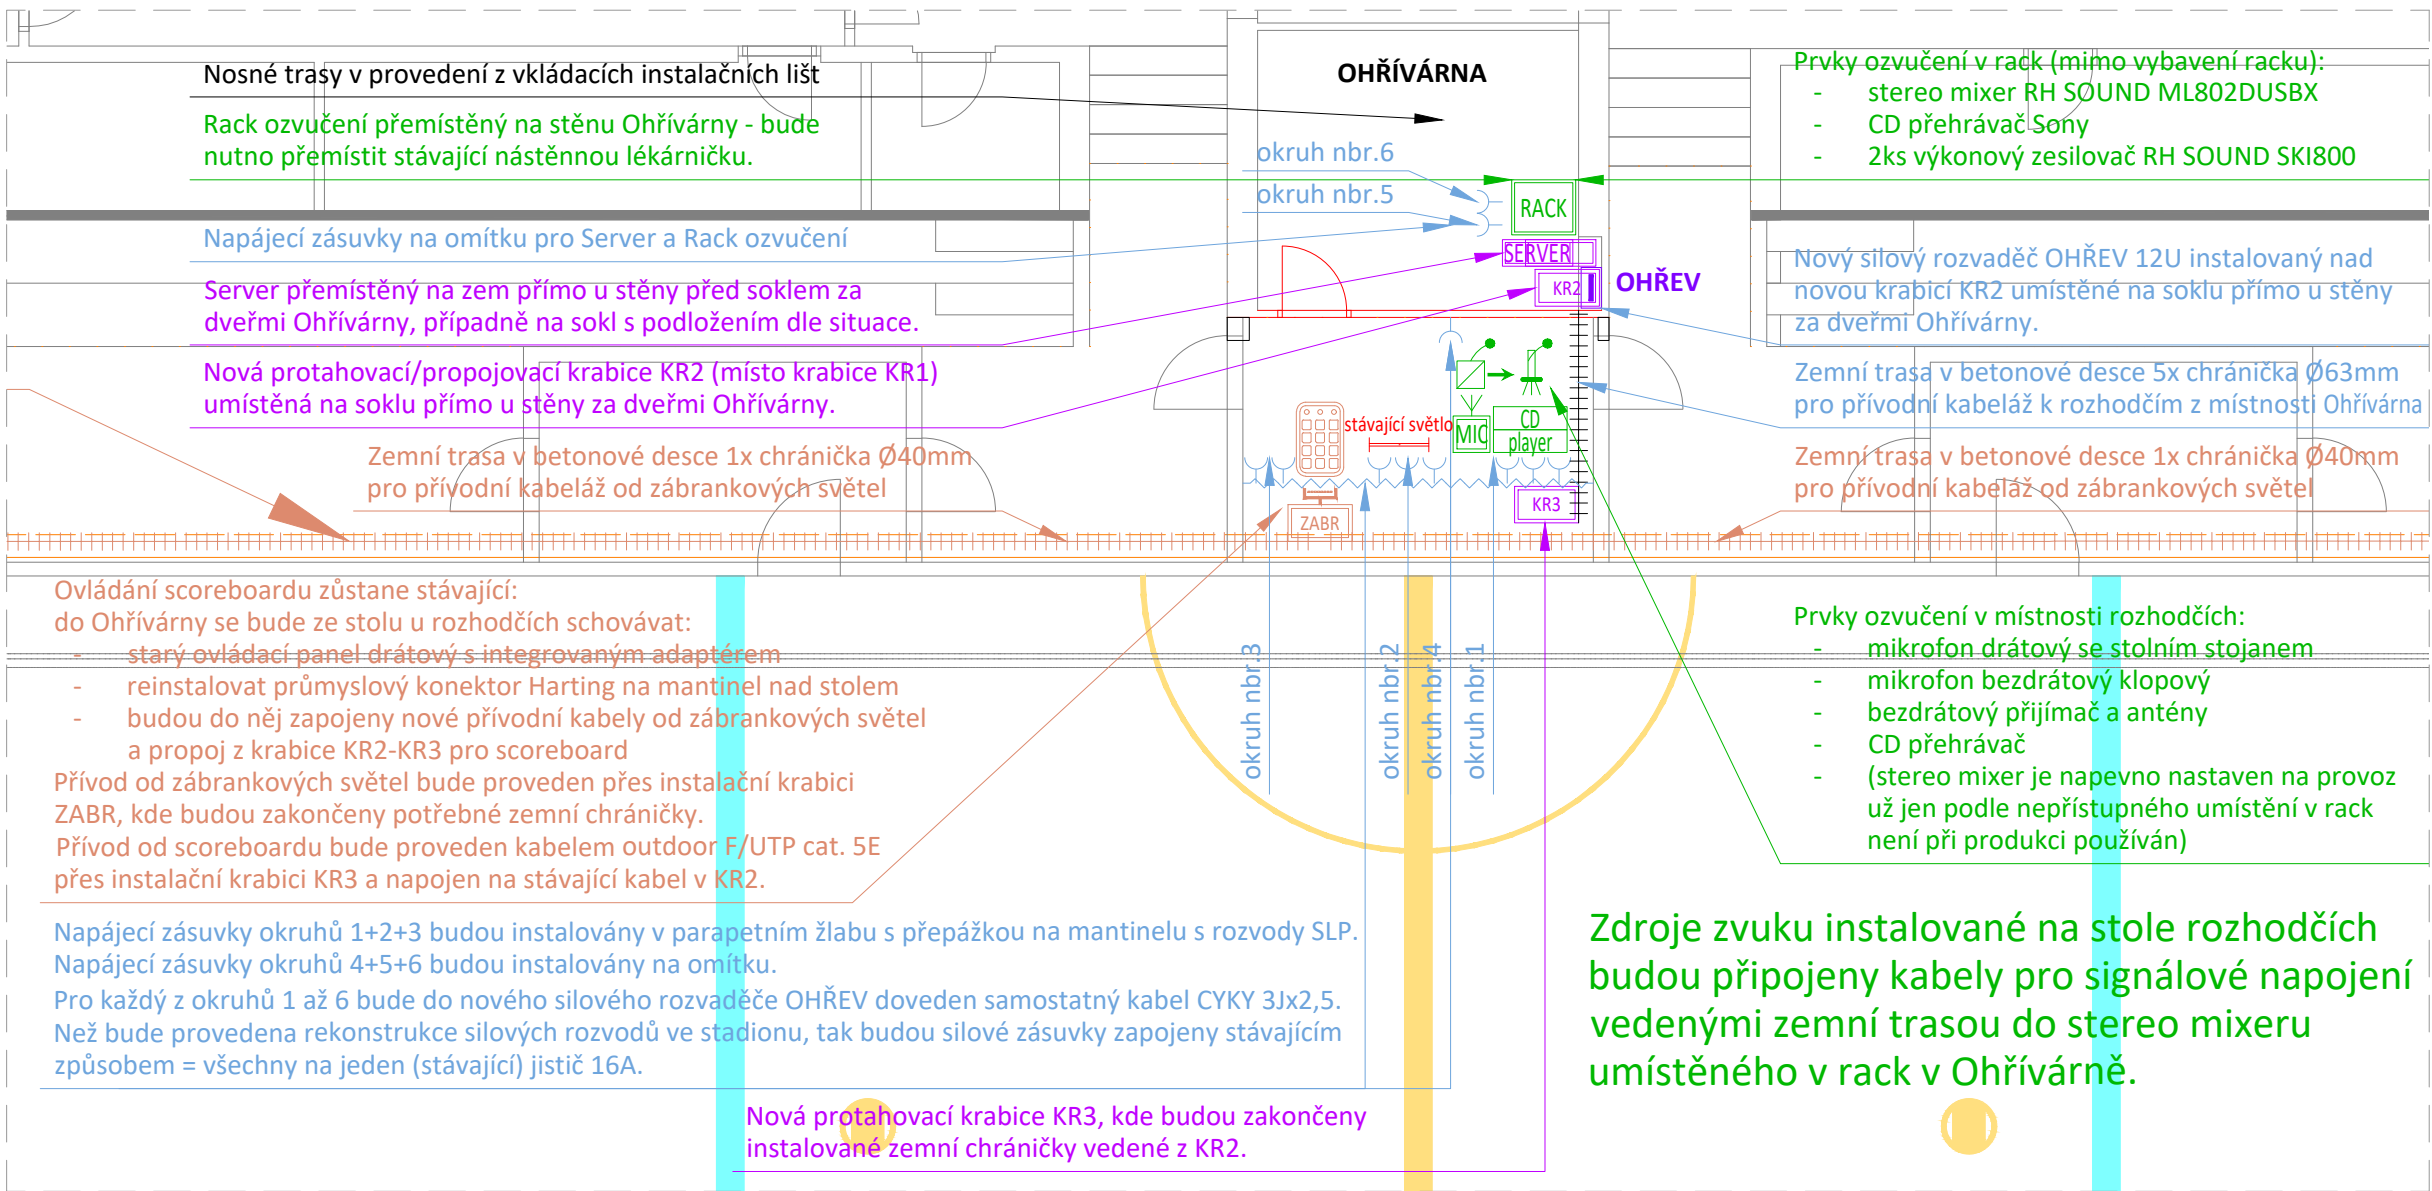 Nosné trasy v provedení z vkládacích instalačních lišt
Rack ozvučení přemístěný na stěnu Ohřívárny - bude
nutno přemístit stávající nástěnnou lékárničku.
Napájecí zásuvky na omítku pro Server a Rack ozvučení
Server přemístěný na zem přímo u stěny před soklem za
dveřmi Ohřívárny, případně na sokl s podložením dle situace.
Nová protahovací/propojovací krabice KR2 (místo krabice KR1)
umístěná na soklu přímo u stěny za dveřmi Ohřívárny.
Zemní trasa v betonové desce 1x chránička Ø40mm
pro přívodní kabeláž od zábrankových světel
OHŘÍVÁRNA
okruh nbr.6
okruh nbr.5
RACK
SERVER
KR2
OHŘEV
stávající světlo
MIC
CD
player
KR3
ZABR
Prvky ozvučení v rack (mimo vybavení racku):
- stereo mixer RH SOUND ML802DUSBX
- CD přehrávač Sony
- 2ks výkonový zesilovač RH SOUND SKI800
Nový silový rozvaděč OHŘEV 12U instalovaný nad
novou krabicí KR2 umístěné na soklu přímo u stěny
za dveřmi Ohřívárny.
Zemní trasa v betonové desce 5x chránička Ø63mm
pro přívodní kabeláž k rozhodčím z místnosti Ohřívárna
Zemní trasa v betonové desce 1x chránička Ø40mm
pro přívodní kabeláž od zábrankových světel
Ovládání scoreboardu zůstane stávající:
do Ohřívárny se bude ze stolu u rozhodčích schovávat:
- starý ovládací panel drátový s integrovaným adaptérem
- reinstalovat průmyslový konektor Harting na mantinel nad stolem
- budou do něj zapojeny nové přívodní kabely od zábrankových světel
a propoj z krabice KR2-KR3 pro scoreboard
Přívod od zábrankových světel bude proveden přes instalační krabici
ZABR, kde budou zakončeny potřebné zemní chráničky.
Přívod od scoreboardu bude proveden kabelem outdoor F/UTP cat. 5E
přes instalační krabici KR3 a napojen na stávající kabel v KR2.
okruh nbr.3
okruh nbr.2
okruh nbr.4
okruh nbr.1
Prvky ozvučení v místnosti rozhodčích:
- mikrofon drátový se stolním stojanem
- mikrofon bezdrátový klopový
- bezdrátový přijímač a antény
- CD přehrávač
- (stereo mixer je napevno nastaven na provoz
už jen podle nepřístupného umístění v rack
není při produkci používán)
Napájecí zásuvky okruhů 1+2+3 budou instalovány v parapetním žlabu s přepážkou na mantinelu s rozvody SLP.
Napájecí zásuvky okruhů 4+5+6 budou instalovány na omítku.
Pro každý z okruhů 1 až 6 bude do nového silového rozvaděče OHŘEV doveden samostatný kabel CYKY 3Jx2,5.
Než bude provedena rekonstrukce silových rozvodů ve stadionu, tak budou silové zásuvky zapojeny stávajícím
způsobem = všechny na jeden (stávající) jistič 16A.
Zdroje zvuku instalované na stole rozhodčích
budou připojeny kabely pro signálové napojení
vedenými zemní trasou do stereo mixeru
umístěného v rack v Ohřívárně.
Nová protahovací krabice KR3, kde budou zakončeny
instalované zemní chráničky vedené z KR2.